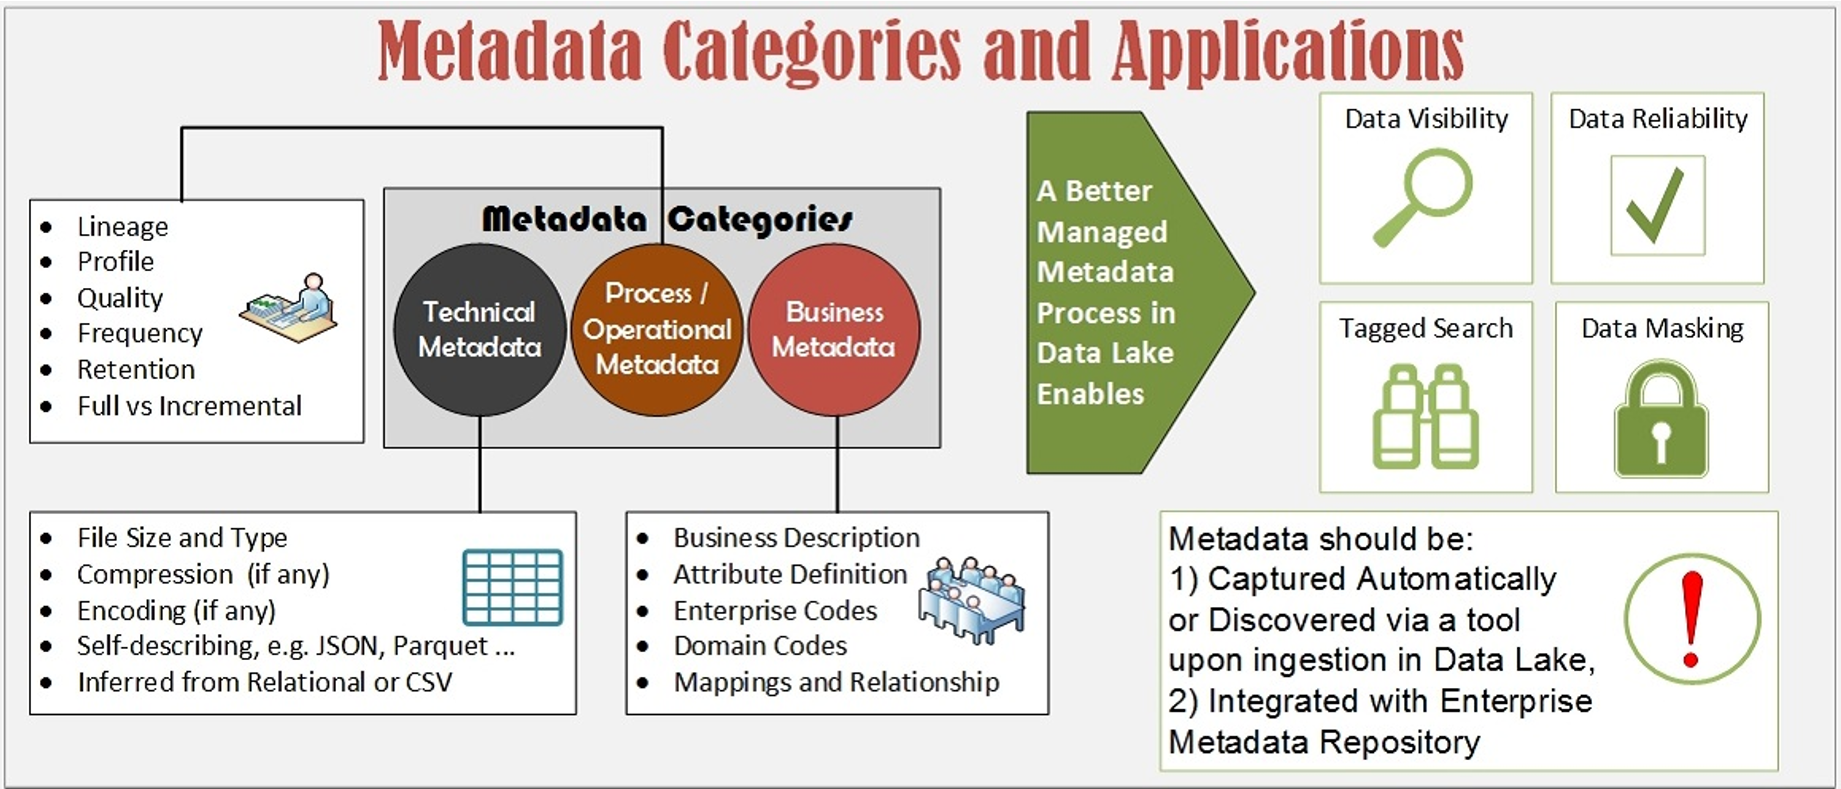 Metadata Categories and Applications
• Lineage
• Profile
• Quality
• Frequency
• Retention
• Full vs Incremental
Metadata Categories
Technical
Metadata
Process /
Operational
Metadata
Business
Metadata
• File Size and Type
• Compression (if any)
• Encoding (if any)
• Self-describing, e.g. JSON, Parquet ...
• Inferred from Relational or CSV
• Business Description
• Attribute Definition
• Enterprise Codes
• Domain Codes
• Mappings and Relationship
A Better
Managed
Metadata
Process in
Data Lake
Enables
Data Visibility
Data Reliability
Tagged Search
Data Masking
Metadata should be:
1) Captured Automatically
or Discovered via a tool
upon ingestion in Data Lake,
2) Integrated with Enterprise
Metadata Repository